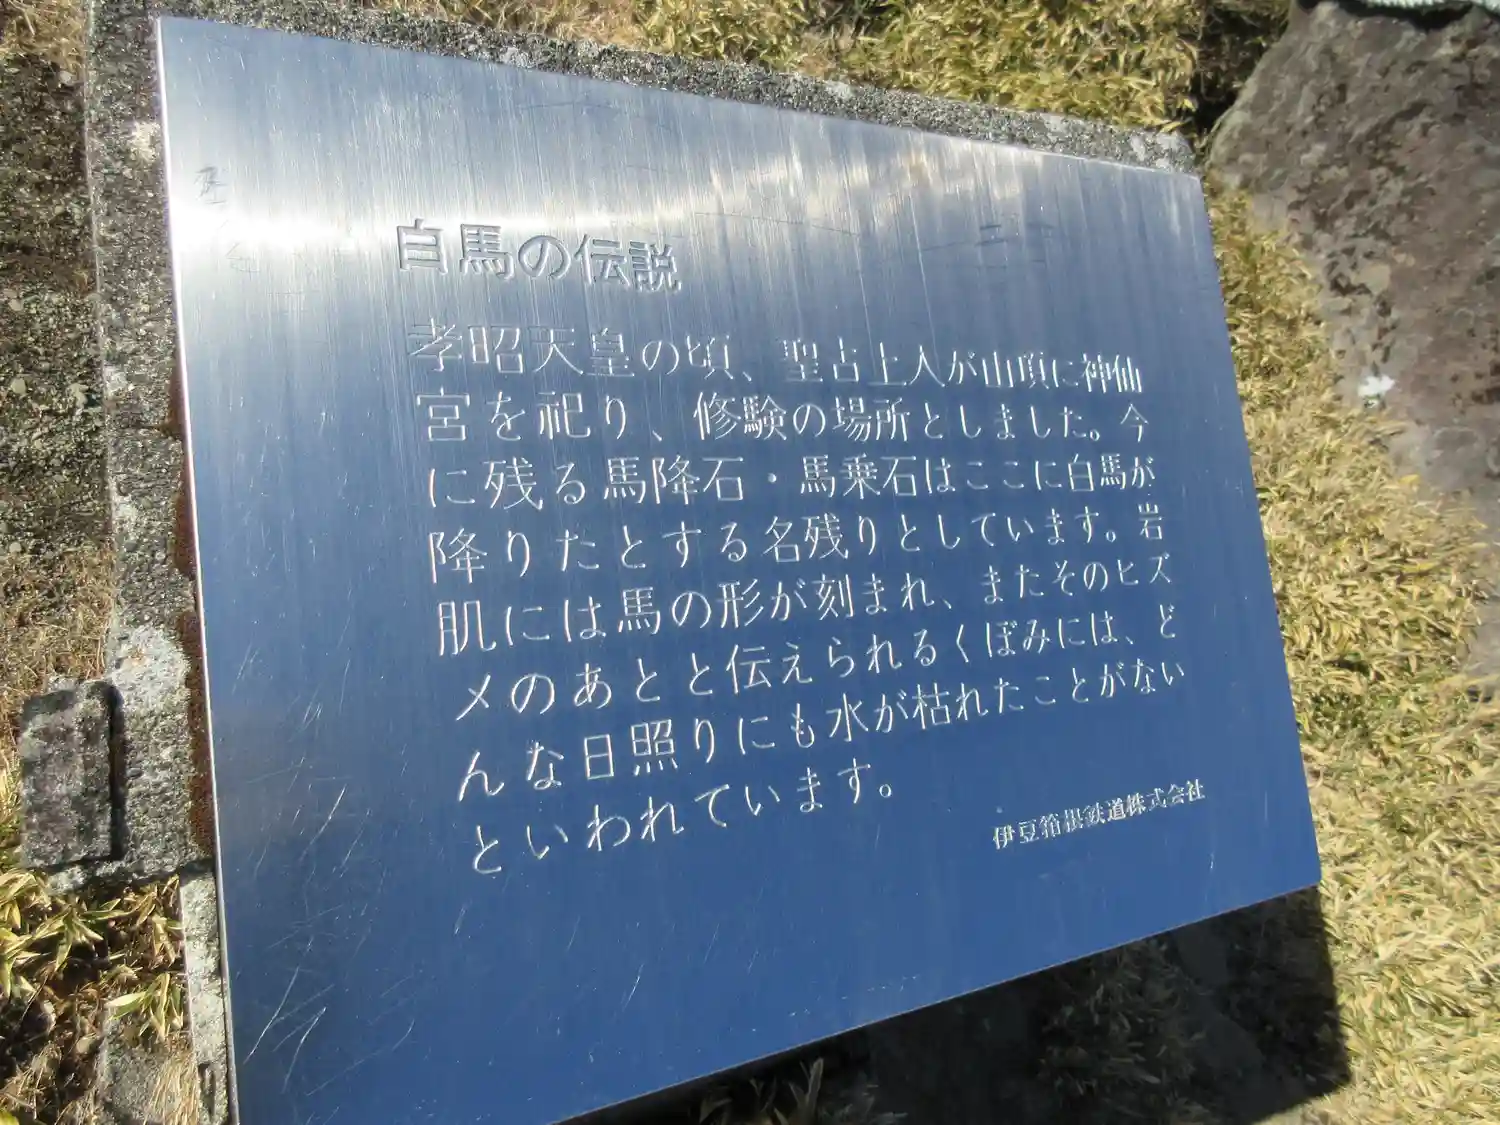 白馬の伝説
孝昭天皇の頃、聖占上人が山頂に神仙
宮を祀り、修験の場所としました。今
に残る馬降石・馬乗石はここに白馬が
降りたとする名残りとしています。岩
肌には馬の形が刻まれ、またそのヒズ
メのあとと伝えられるくぼみには、ど
んな日照りにも水が枯れたことがない
といわれています。
伊豆箱根鉄道株式会社